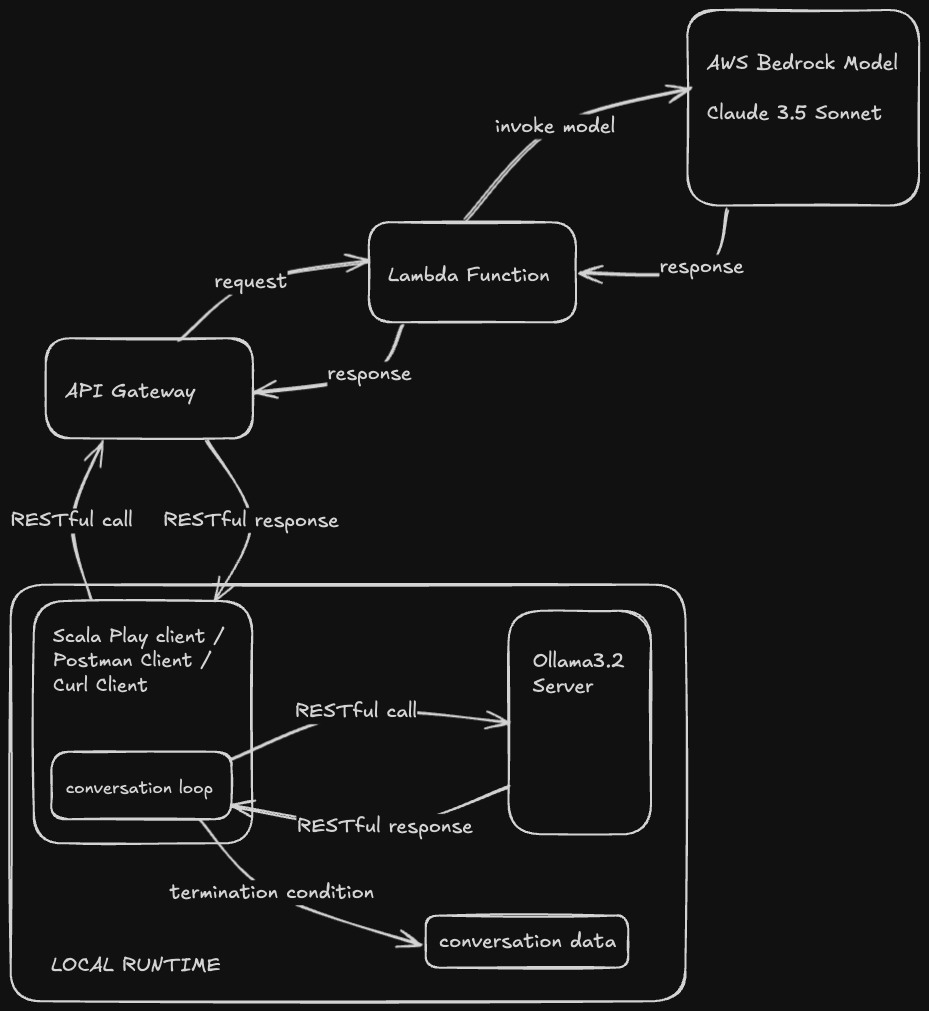 AWS Bedrock Model
Claude 3.5 Sonnet
invoke model
response
Lambda Function
request
response
API Gateway
RESTful call
RESTful response
Scala Play client /
Postman Client /
Curl Client
Ollama3.2
Server
RESTful call
conversation loop
RESTful response
termination condition
conversation data
LOCAL RUNTIME